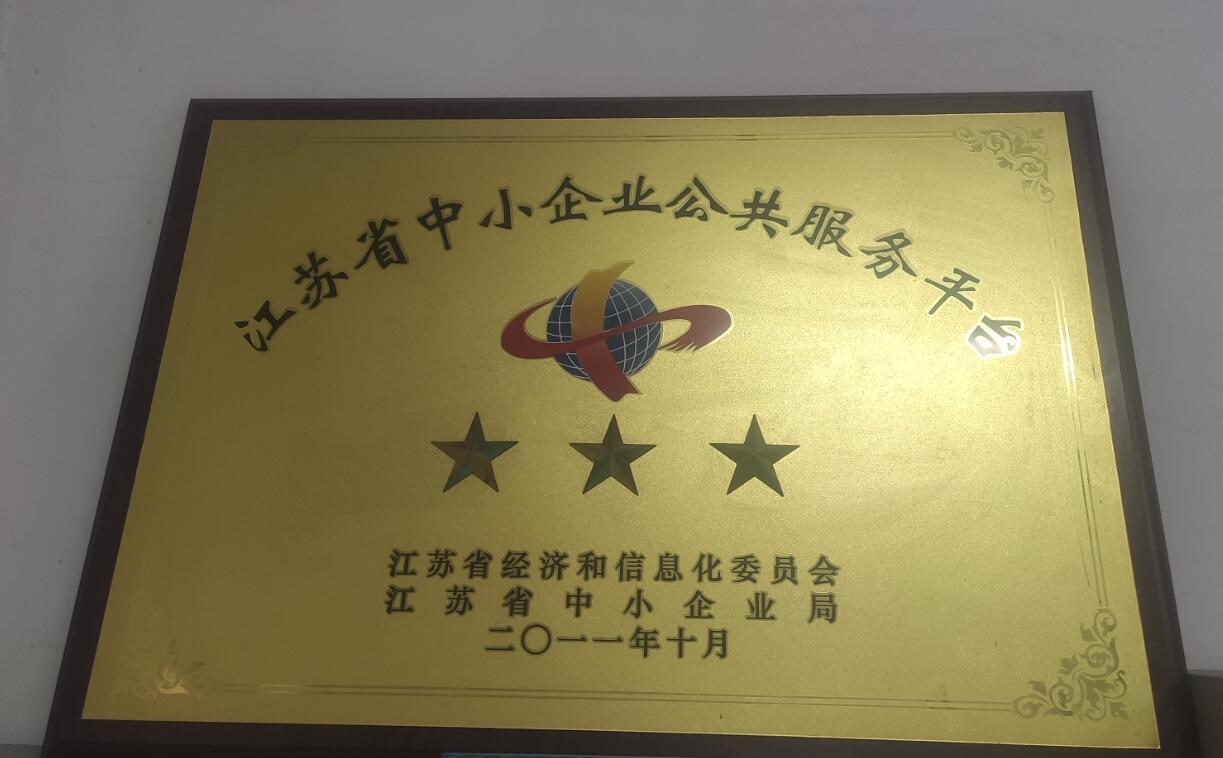 江苏省中小企业公共服务平台
江苏省经济和信息化委员会
江苏省中小企业局
二〇一一年十月